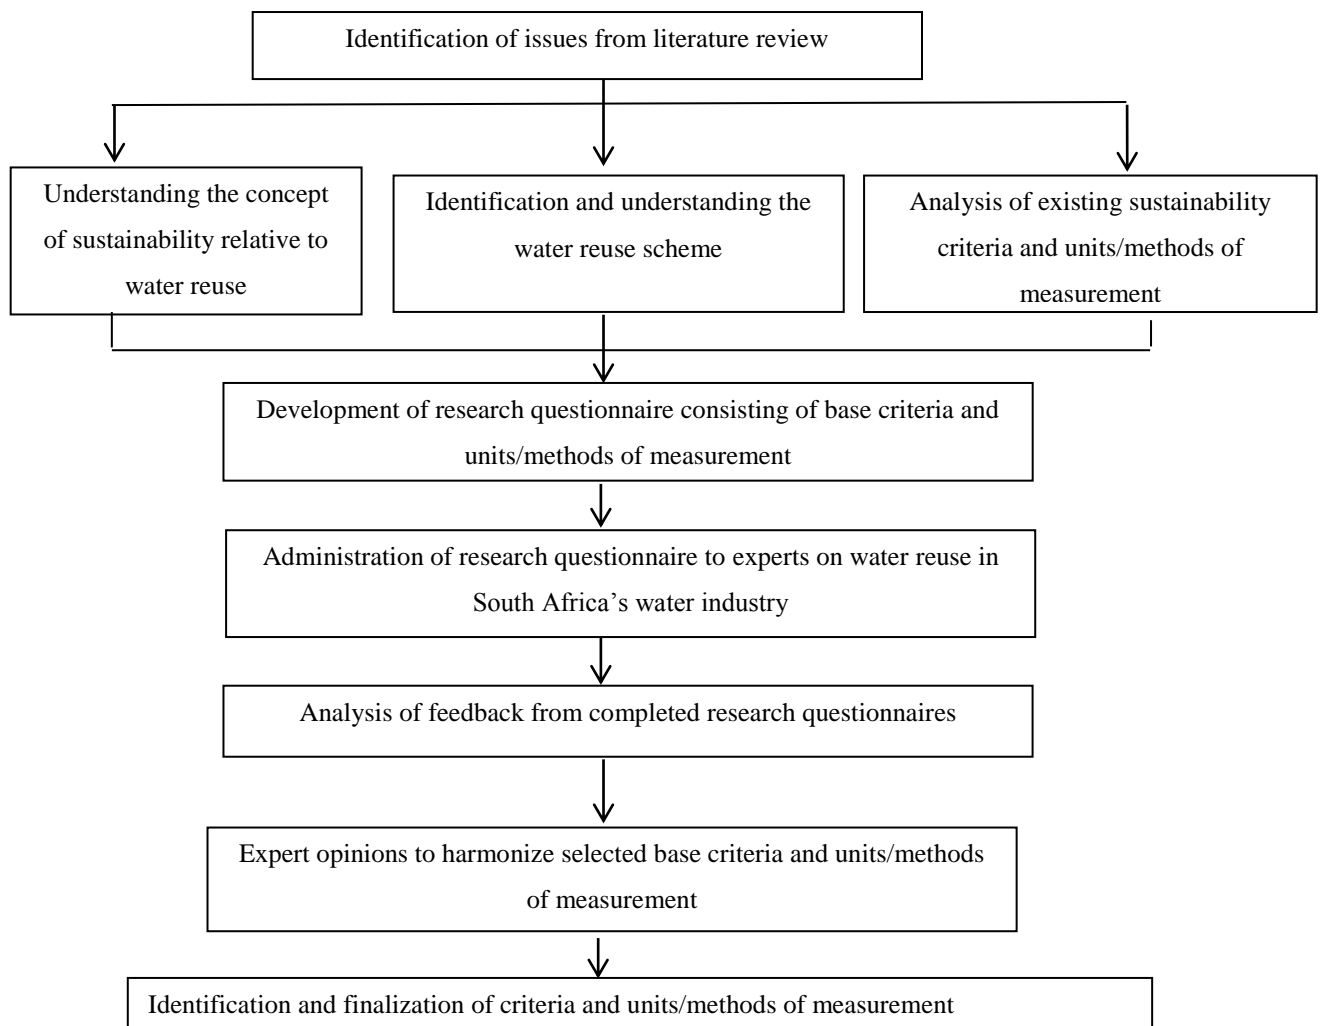 Identification of issues from literature review
Understanding the concept
of sustainability relative to
water reuse
Identification and understanding the
water reuse scheme
Analysis of existing sustainability
criteria and units/methods of
measurement
Development of research questionnaire consisting of base criteria and
units/methods of measurement
Administration of research questionnaire to experts on water reuse in
South Africa’s water industry
Analysis of feedback from completed research questionnaires
Expert opinions to harmonize selected base criteria and units/methods
of measurement
Identification and finalization of criteria and units/methods of measurement